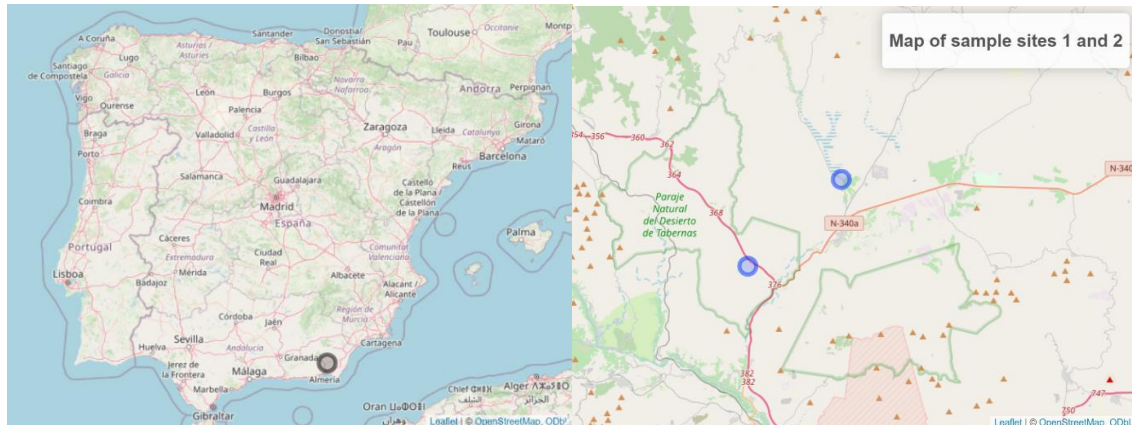 Toulouse
Occitanie
Montp
A Coruña
Lugo
Asturias /
Asturies
Santander
Donostia/
San Sebastián
Pau
Bilbao
Santiago
de Compostela
Galicia
Vigo
Ourense
León
Burgos
Navarra -
Nafarroa
Andorra
Perpignan
Palencia
Braga
Porto
Valladolid
Castilla
y León
Zaragoza
Aragón
Lleida
Catalunya
Girona
Mataró
Barcelona
Reus
Salamanca
Guadalajara
Coimbra
Madrid
España
Castelló
de la Plana
Castellón
de la Plana
Palma
Portugal
Cáceres
Extremadura
Mérida
Ciudad
Real
Comunitat
Valenciana
Lisboa
Badajoz
Albacete
Alacant /
Alicante
Córdoba
Jaén
Región de
Murcia
Huelva
Sevilla
Andalucía
Granada
Cartagena
Jerez de
la Frontera
Málaga
Almería
Marbella
Gibraltar
Chlef ⵛⵍⴻⴼ
الشلف
Alger
الجزائر
Oran
وهران
Leaflet | © OpenStreetMap, ODbL
Map of sample sites 1 and 2
354
356
360
362
364
368
376
382
382
N-340
N-340a
Paraje
Natural
del Desierto
de Tabernas
747
750
Leaflet | © OpenStreetMap, ODbL